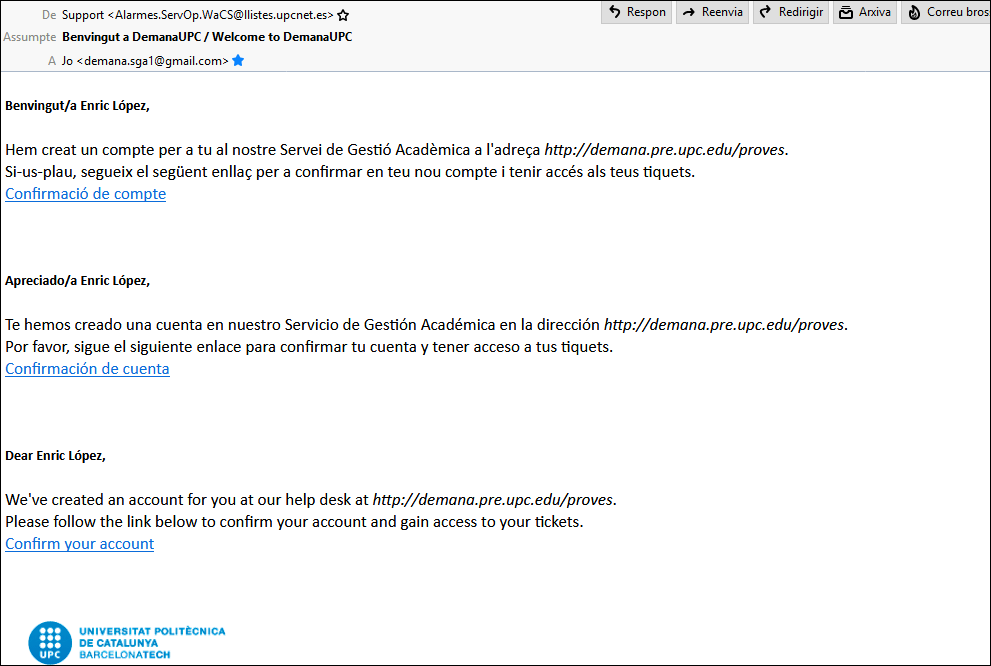 De Support <Alarmes.ServOp.WaCS@llistes.upcnet.es>
Respon Reenvia Redirigir Arxiva Correu bros
Assumpte Benvingut a DemanaUPC / Welcome to DemanaUPC
A Jo <demana.sga1@gmail.com>
Benvingut/a Enric López,
Hem creat un compte per a tu al nostre Servei de Gestió Acadèmica a l'adreça http://demana.pre.upc.edu/proves.
Si-us-plau, segueix el següent enllaç per a confirmar en teu nou compte i tenir accés als teus tiquets.
Confirmació de compte
Apreciado/a Enric López,
Te hemos creado una cuenta en nuestro Servicio de Gestión Académica en la dirección http://demana.pre.upc.edu/proves.
Por favor, sigue el siguiente enlace para confirmar tu cuenta y tener acceso a tus tiquets.
Confirmación de cuenta
Dear Enric López,
We've created an account for you at our help desk at http://demana.pre.upc.edu/proves.
Please follow the link below to confirm your account and gain access to your tickets.
Confirm your account
UPC
UNIVERSITAT POLITÈCNICA
DE CATALUNYA
BARCELONATECH